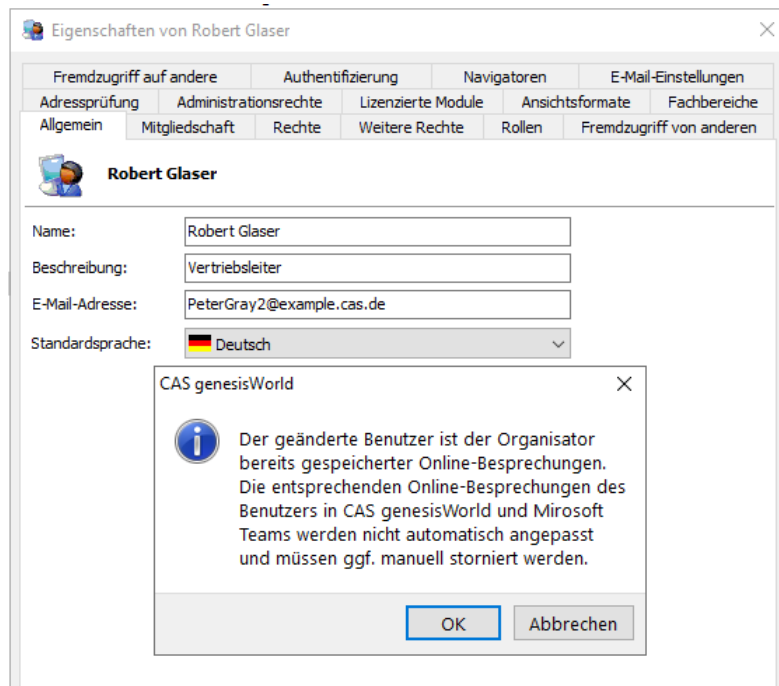 Eigenschaften von Robert Glaser
Fremdzugriff auf andere Authentifizierung Navigatoren E-Mail-Einstellungen
Adressprüfung Administrationsrechte Lizenzierte Module Ansichtsformate Fachbereiche
Allgemein Mitgliedschaft Rechte Weitere Rechte Rollen Fremdzugriff von anderen
Robert Glaser
Name: Robert Glaser
Beschreibung: Vertriebsleiter
E-Mail-Adresse: PeterGray2@example.cas.de
Standardsprache: Deutsch
CAS genesisWorld
Der geänderte Benutzer ist der Organisator
bereits gespeicherter Online-Besprechungen.
Die entsprechenden Online-Besprechungen des
Benutzers in CAS genesisWorld und Mirosoft
Teams werden nicht automatisch angepasst
und müssen ggf. manuell storniert werden.
OK Abbrechen